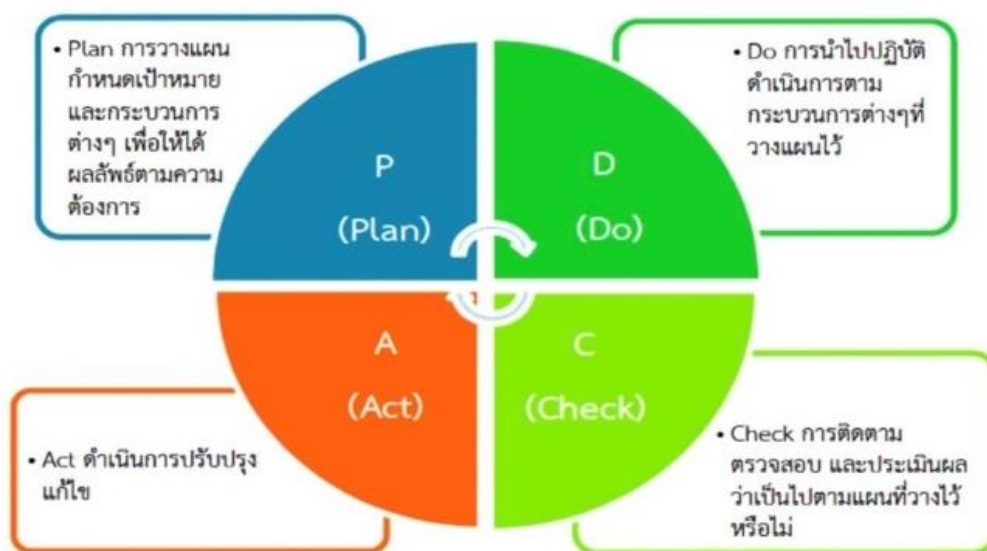 • Plan การวางแผน
กำหนดเป้าหมาย
และกระบวนการ
ต่างๆ เพื่อให้ได้
ผลลัพธ์ตามความ
ต้องการ
P
(Plan)
• Do การนำไปปฏิบัติ
ดำเนินการตาม
กระบวนการต่างๆที่
วางแผนไว้
D
(Do)
A
(Act)
• Act ดำเนินการปรับปรุง
แก้ไข
C
(Check)
• Check การติดตาม
ตรวจสอบ และประเมินผล
ว่าเป็นไปตามแผนที่วางไว้
หรือไม่